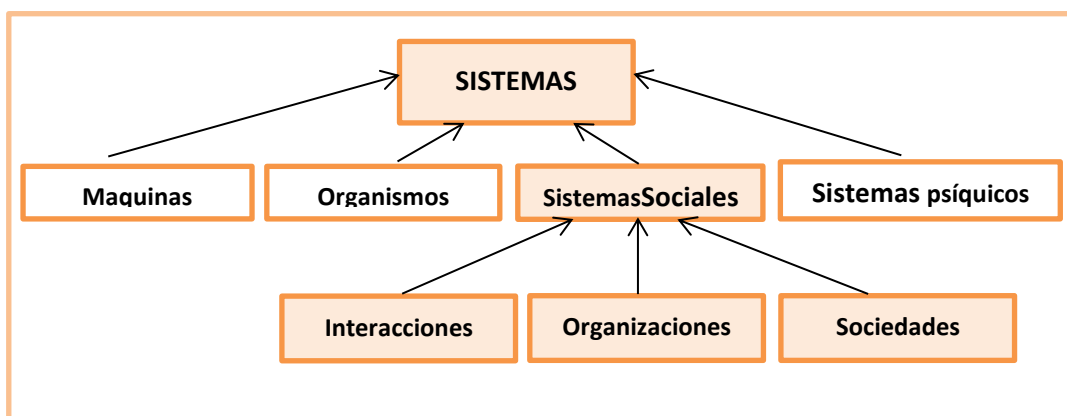 SISTEMAS
Maquinas
Organismos
SistemasSociales
Sistemas psíquicos
Interacciones
Organizaciones
Sociedades